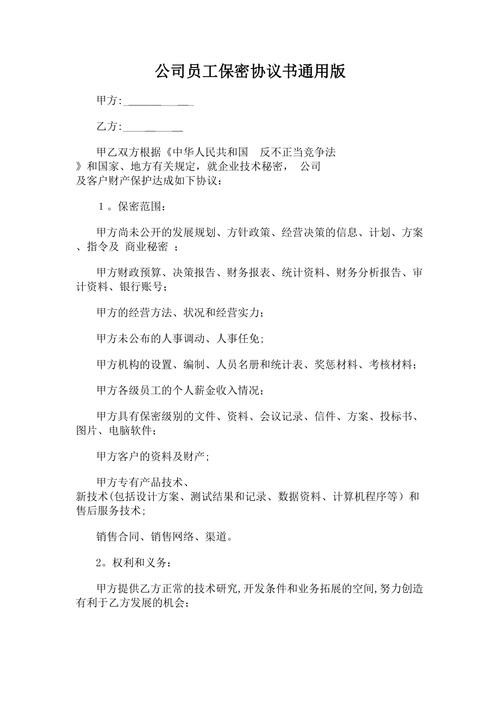 公司员工保密协议书通用版
甲方:_______ __ _
乙方:____ __ __
甲乙双方根据《中华人民共和国 反不正当竞争法
》和国家、地方有关规定，就企业技术秘密， 公司
及客户财产保护达成如下协议：
1 。保密范围：
甲方尚未公开的发展规划、方针政策、经营决策的信息、计划、方案
、指令及 商业秘密 ；
甲方财政预算、决策报告、财务报表、统计资料、财务分析报告、审
计资料、银行账号；
甲方的经营方法、状况和经营实力；
甲方未公布的人事调动、人事任免;
甲方机构的设置、编制、人员名册和统计表、奖惩材料、考核材料；
甲方各级员工的个人薪金收入情况；
甲方具有保密级别的文件、资料、会议记录、信件、方案、投标书、
图片、电脑软件；
甲方客户的资料及财产;
甲方专有产品技术、
新技术(包括设计方案、测试结果和记录、数据资料、计算机程序等）和
售后服务技术;
销售合同、销售网络、渠道。
2。权利和义务：
甲方提供乙方正常的技术研究,开发条件和业务拓展的空间,努力创造
有利于乙方发展的机会；